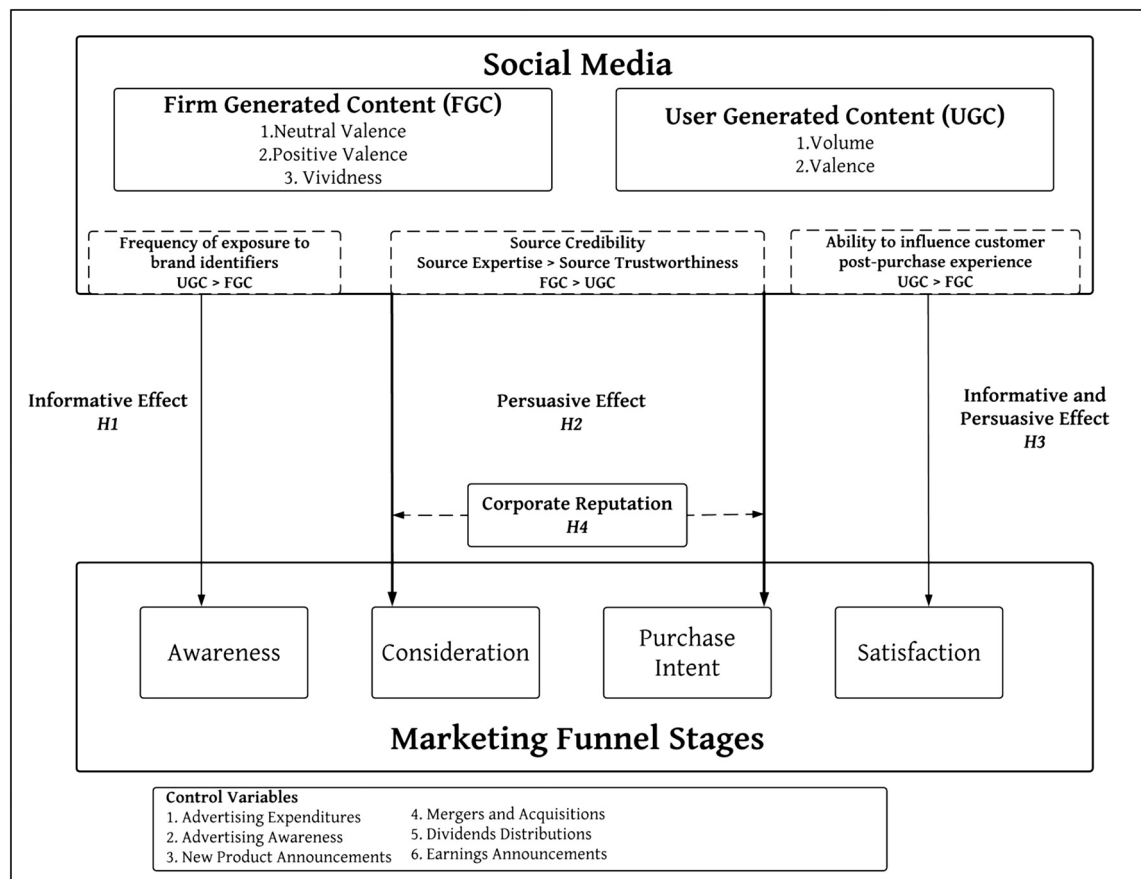 Social Media
Firm Generated Content (FGC)
1.Neutral Valence
2.Positive Valence
3. Vividness
User Generated Content (UGC)
1.Volume
2.Valence
Frequency of exposure to
brand identifiers
UGC > FGC
Source Credibility
Source Expertise > Source Trustworthiness
FGC > UGC
Ability to influence customer
post-purchase experience
UGC > FGC
Informative Effect
H1
Persuasive Effect
H2
Informative and
Persuasive Effect
H3
Corporate Reputation
H4
Awareness
Consideration
Purchase
Intent
Satisfaction
Marketing Funnel Stages
Control Variables
1. Advertising Expenditures
2. Advertising Awareness
3. New Product Announcements
4. Mergers and Acquisitions
5. Dividends Distributions
6. Earnings Announcements